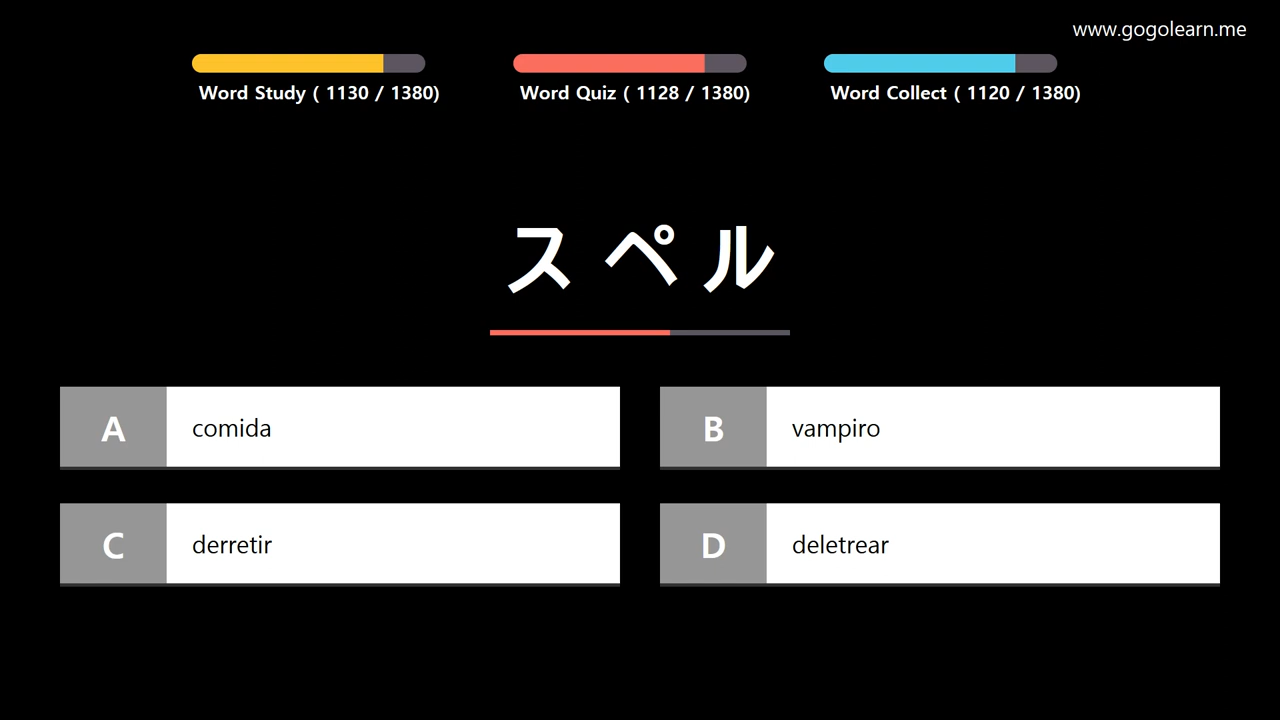 www.gogolearn.me
Word Study ( 1130 / 1380)
Word Quiz ( 1128 / 1380)
Word Collect ( 1120 / 1380)
スペル
A comida
B vampiro
C derretir
D deletrear